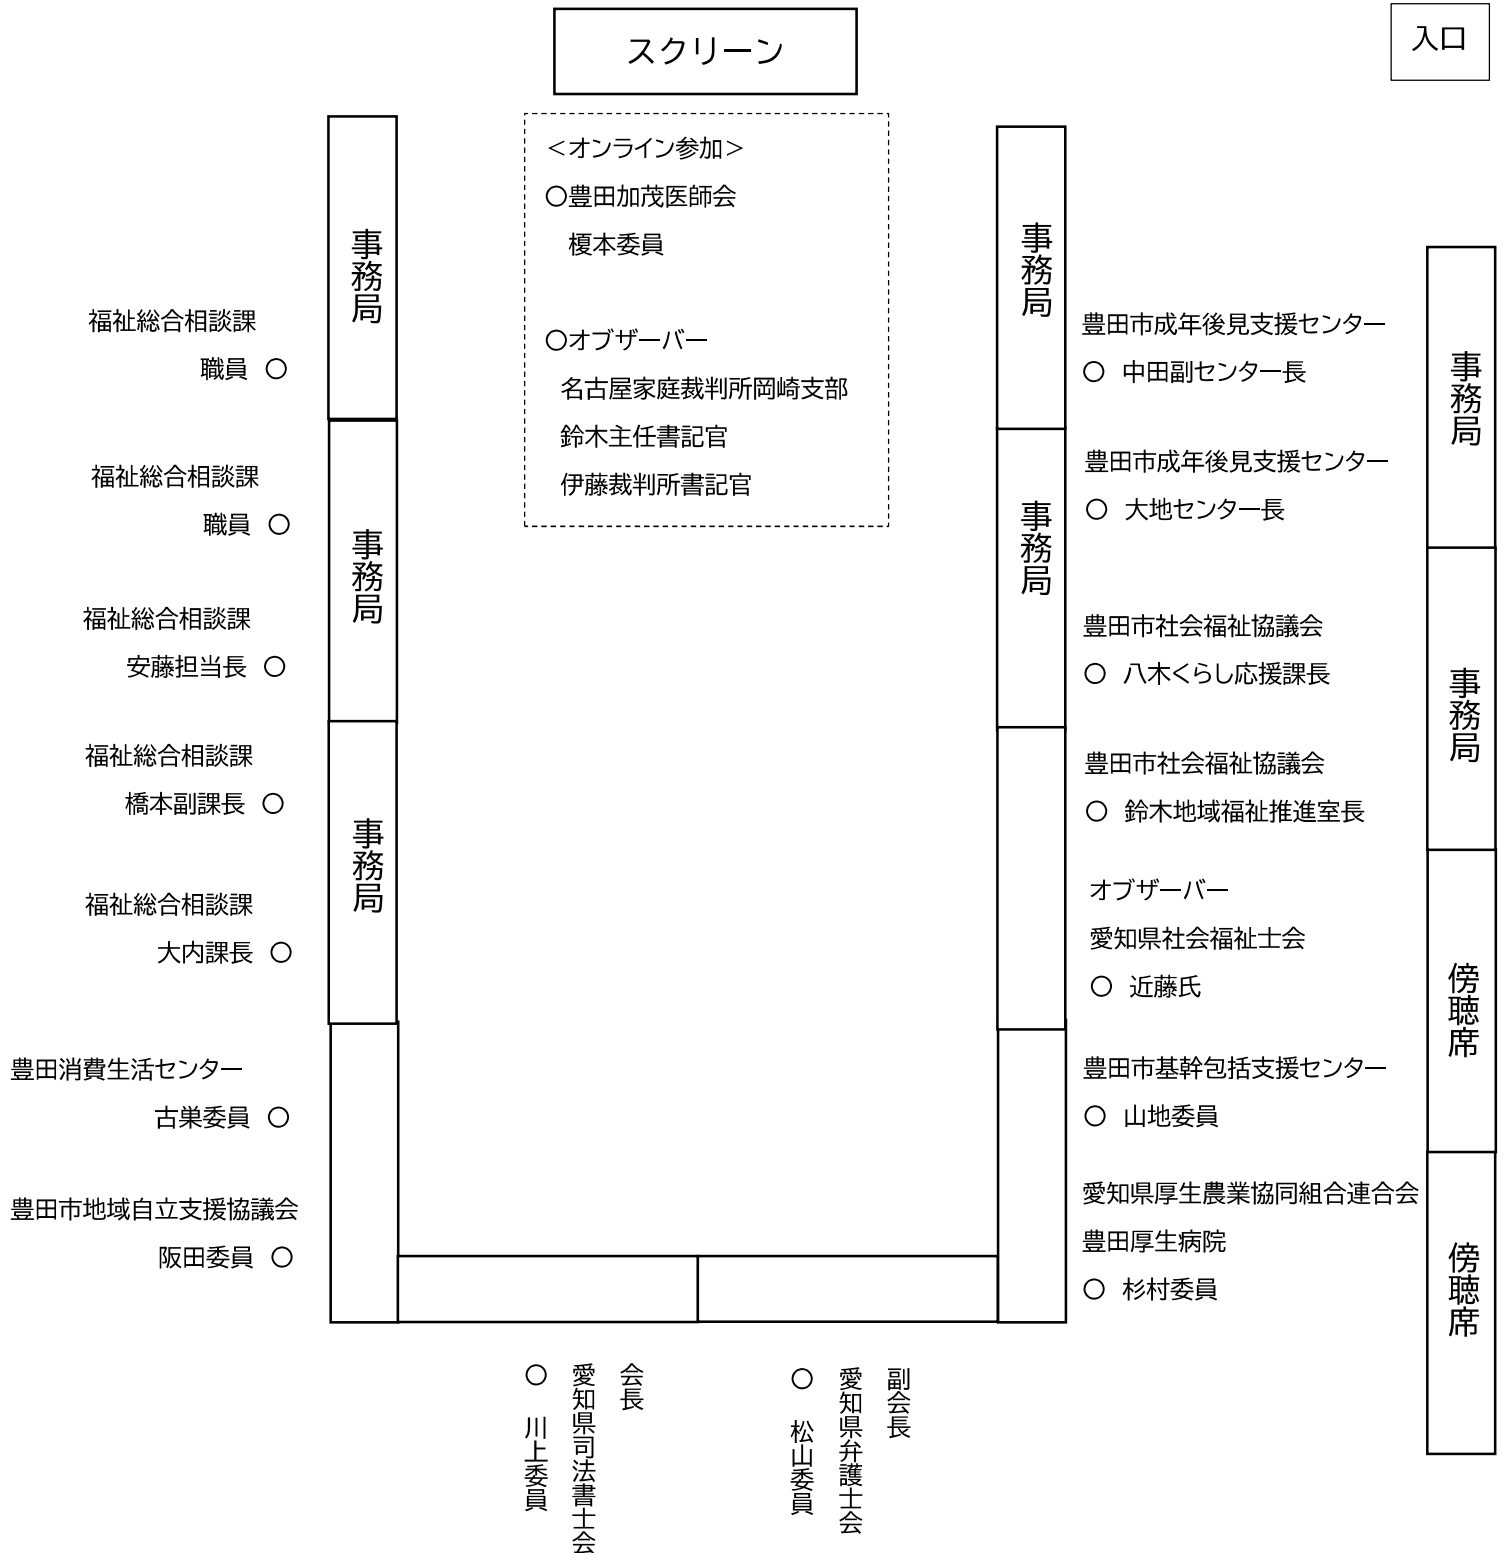 スクリーン
入口
＜オンライン参加＞
〇豊田加茂医師会
榎本委員
〇オブザーバー
名古屋家庭裁判所岡崎支部
鈴木主任書記官
伊藤裁判所書記官
福祉総合相談課
職員 〇
福祉総合相談課
職員 〇
福祉総合相談課
安藤担当長 〇
福祉総合相談課
橋本副課長 〇
福祉総合相談課
大内課長 〇
豊田消費生活センター
古巣委員 〇
豊田市地域自立支援協議会
阪田委員 〇
事務局
事務局
事務局
事務局
事務局
豊田市成年後見支援センター
〇 中田副センター長
豊田市成年後見支援センター
〇 大地センター長
豊田市社会福祉協議会
〇 八木くらし応援課長
豊田市社会福祉協議会
〇 鈴木地域福祉推進室長
オブザーバー
愛知県社会福祉士会
〇 近藤氏
豊田市基幹包括支援センター
〇 山地委員
愛知県厚生農業協同組合連合会
豊田厚生病院
〇 杉村委員
事務局
事務局
傍聴席
傍聴席
副会長
愛知県弁護士会
〇 松山委員
会長
愛知県司法書士会
〇 川上委員